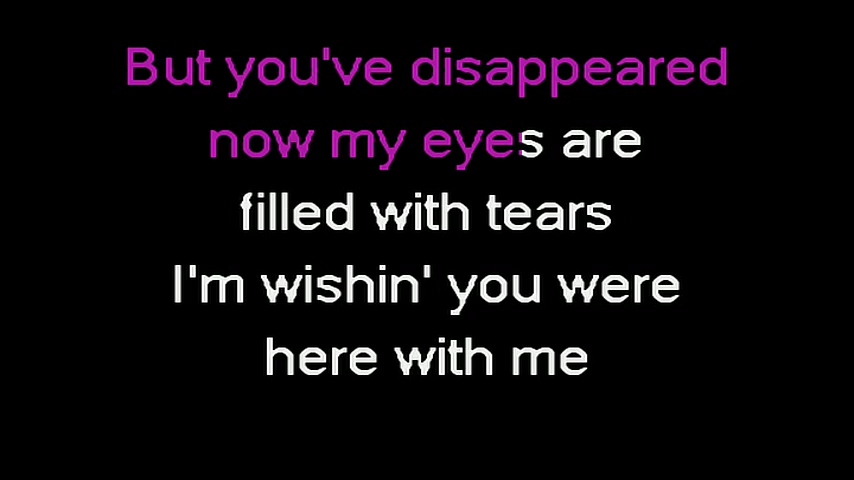 But you've disappeared
now my eyes are
filled with tears
I'm wishin' you were
here with me